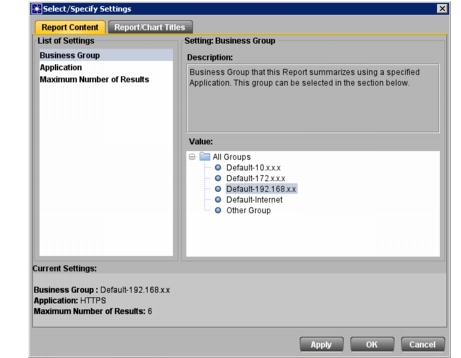 Select/Specify Settings
Report Content Report/Chart Titles
List of Settings
Business Group
Application
Maximum Number of Results
Setting: Business Group
Description:
Business Group that this Report summarizes using a specified
Application. This group can be selected in the section below.
Value:
All Groups
Default-10.x.x.x
Default-172.x.x.x
Default-192.168.x.x
Default-Internet
Other Group
Current Settings:
Business Group : Default-192.168.x.x
Application: HTTPS
Maximum Number of Results: 6
Apply OK Cancel